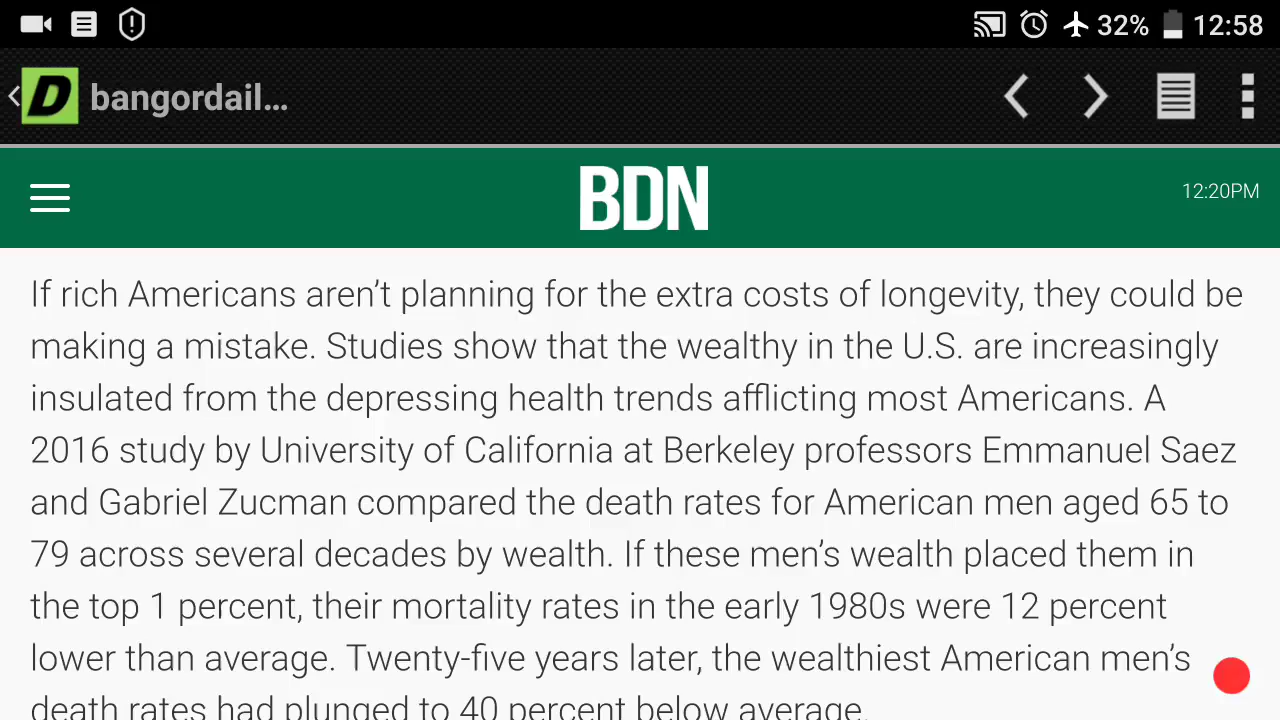 32% 12:58
D bangordail...
BDN
12:20PM
If rich Americans aren’t planning for the extra costs of longevity, they could be
making a mistake. Studies show that the wealthy in the U.S. are increasingly
insulated from the depressing health trends afflicting most Americans. A
2016 study by University of California at Berkeley professors Emmanuel Saez
and Gabriel Zucman compared the death rates for American men aged 65 to
79 across several decades by wealth. If these men’s wealth placed them in
the top 1 percent, their mortality rates in the early 1980s were 12 percent
lower than average. Twenty-five years later, the wealthiest American men’s
death rates had plunged to 40 percent below average.